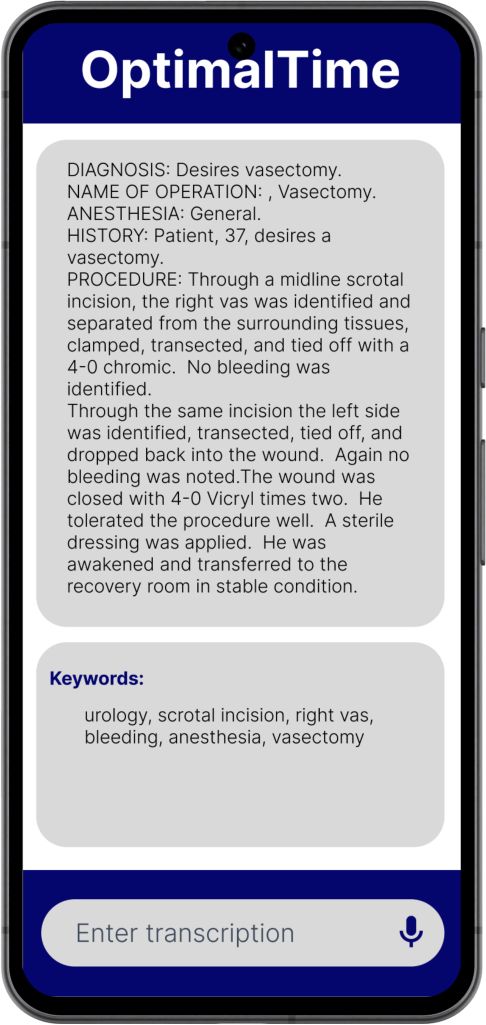 OptimalTime
DIAGNOSIS: Desires vasectomy.
NAME OF OPERATION: , Vasectomy.
ANESTHESIA: General.
HISTORY: Patient, 37, desires a
vasectomy.
PROCEDURE: Through a midline scrotal
incision, the right vas was identified and
separated from the surrounding tissues,
clamped, transected, and tied off with a
4-0 chromic.  No bleeding was
identified.
Through the same incision the left side
was identified, transected, tied off, and
dropped back into the wound.  Again no
bleeding was noted.The wound was
closed with 4-0 Vicryl times two.  He
tolerated the procedure well.  A sterile
dressing was applied.  He was
awakened and transferred to the
recovery room in stable condition.
Keywords:
urology, scrotal incision, right vas,
bleeding, anesthesia, vasectomy
Enter transcription